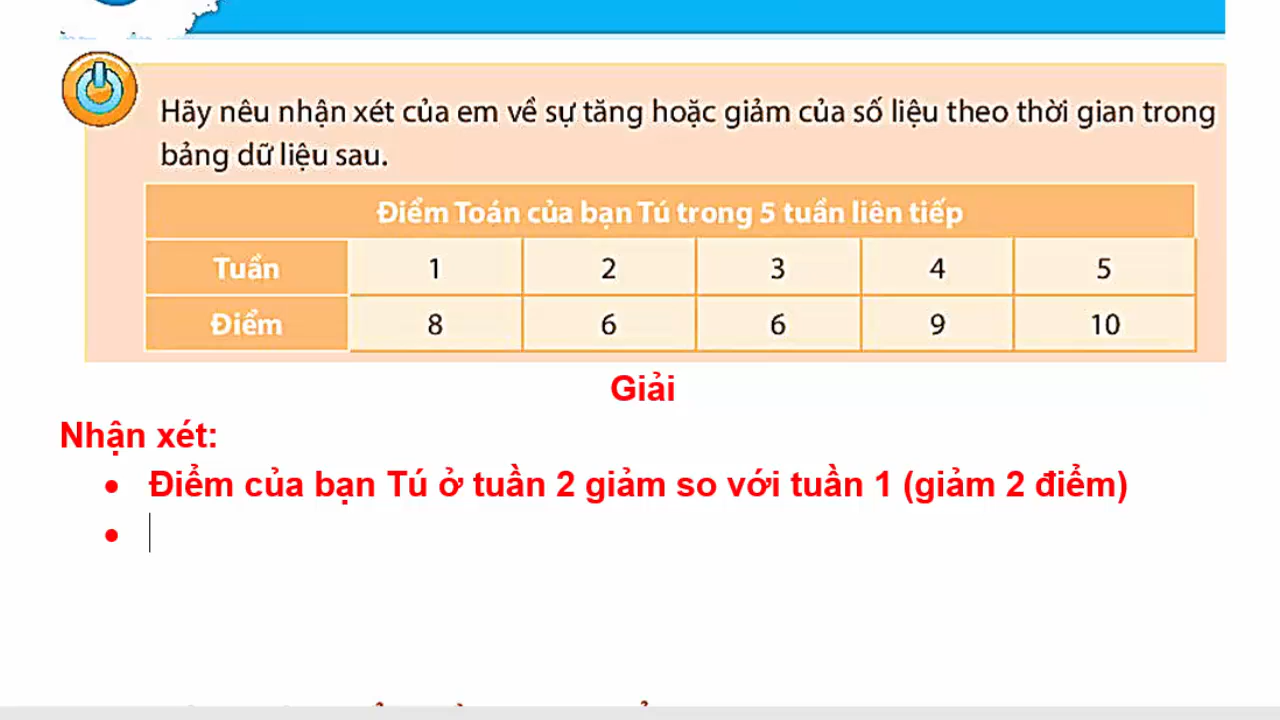 Hãy nêu nhận xét của em về sự tăng hoặc giảm của số liệu theo thời gian trong
bảng dữ liệu sau.
Điểm Toán của bạn Tú trong 5 tuần liên tiếp
Tuần 1 2 3 4 5
Điểm 8 6 6 9 10
Giải
Nhận xét:
• Điểm của bạn Tú ở tuần 2 giảm so với tuần 1 (giảm 2 điểm)
•